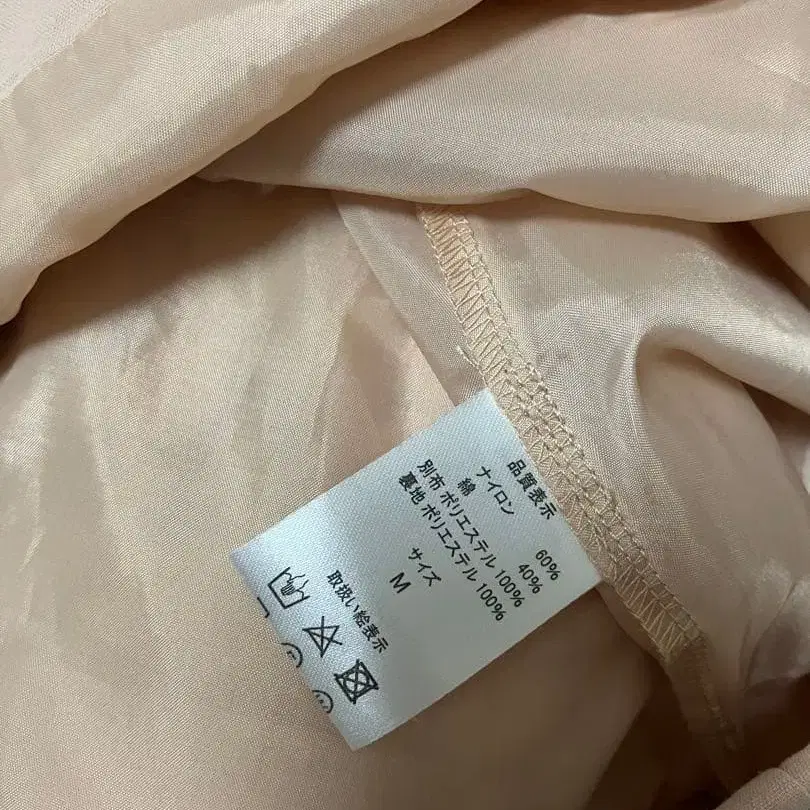 品質表示
ナイロン 60%
綿 40%
別布 ポリエステル 100%
裏地 ポリエステル 100%
サイズ
M
取扱い絵表示